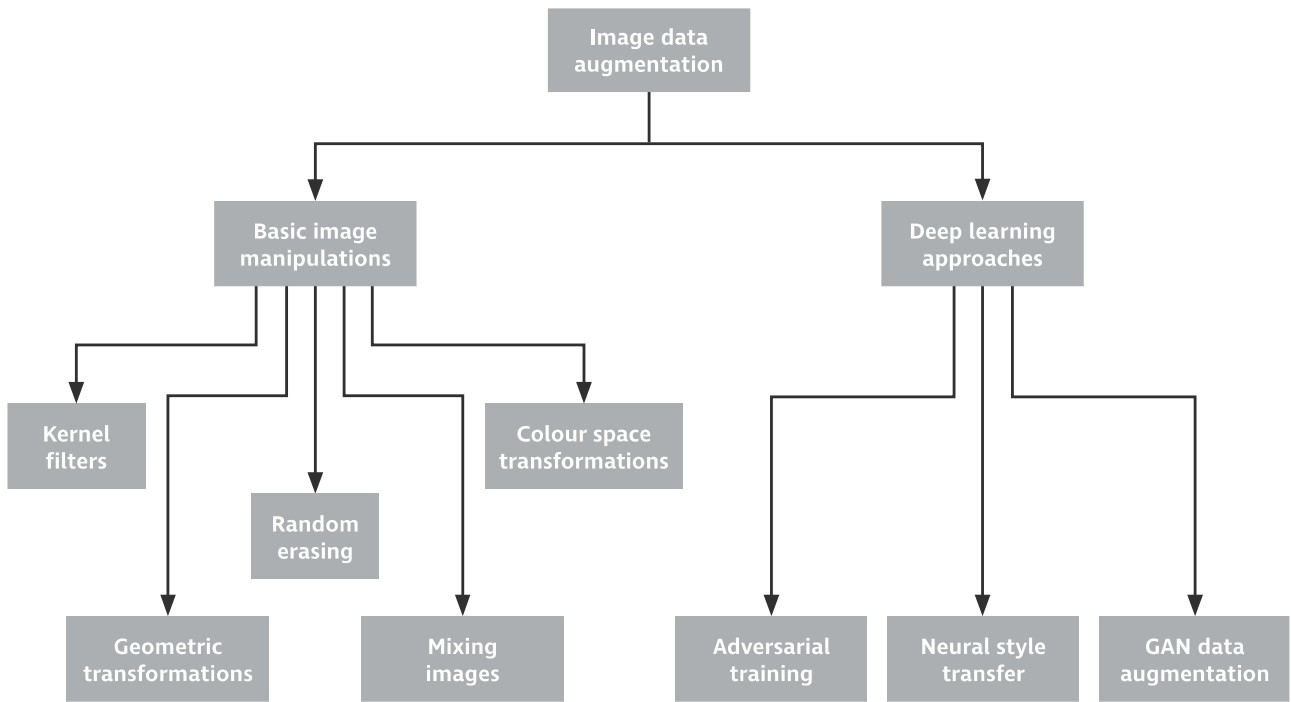 Image data
augmentation
Basic image
manipulations
Deep learning
approaches
Kernel
filters
Colour space
transformations
Random
erasing
Geometric
transformations
Mixing
images
Adversarial
training
Neural style
transfer
GAN data
augmentation